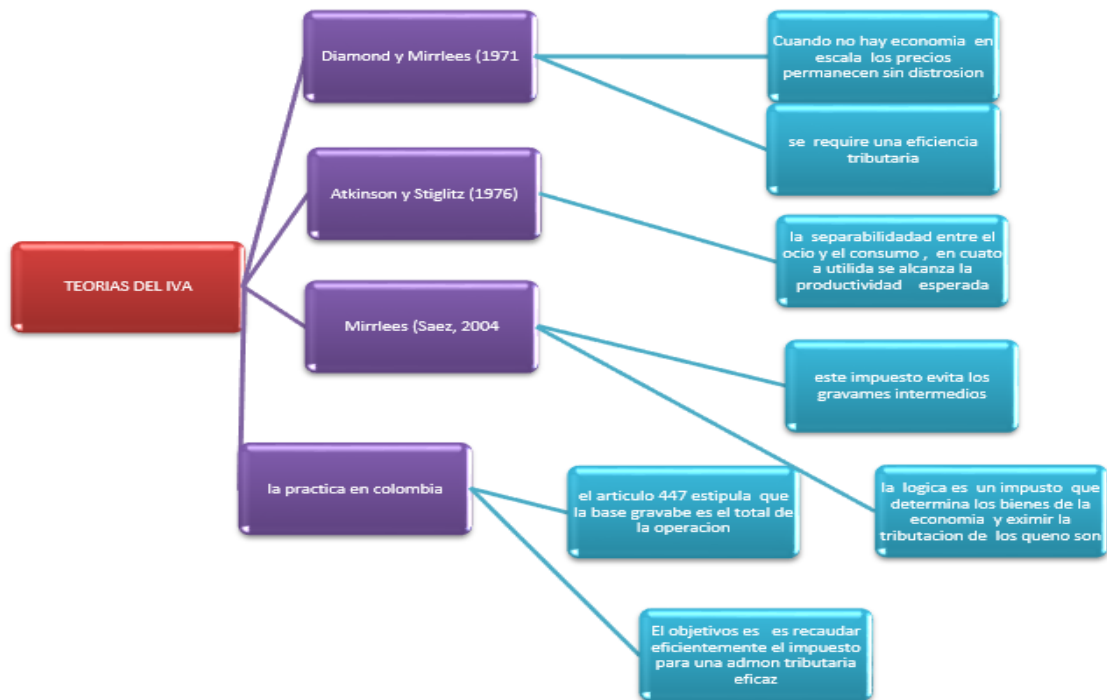 TEORIAS DEL IVA
Diamond y Mirrlees (1971
Cuando no hay economia en
escala los precios
permanecen sin distrosion
se require una eficiencia
tributaria
Atkinson y Stiglitz (1976)
la separabilidadad entre el
ocio y el consumo , en cuato
a utilida se alcanza la
productividad esperada
Mirrlees (Saez, 2004
este impuesto evita los
gravames intermedios
la logica es un impusto que
determina los bienes de la
economia y eximir la
tributacion de los queno son
la practica en colombia
el articulo 447 estipula que
la base gravabe es el total de
la operacion
El objetivos es es recaudar
eficientemente el impuesto
para una admon tributaria
eficaz